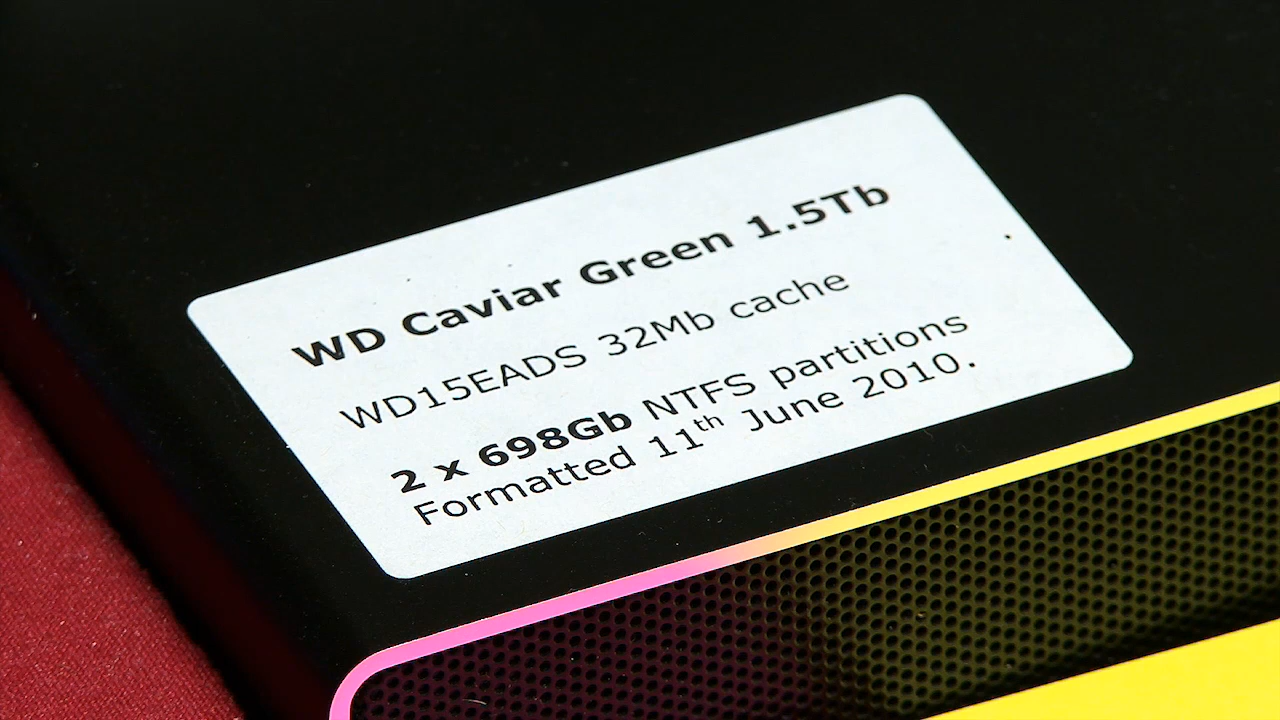 WD Caviar Green 1.5Tb
WD15EADS 32Mb cache
2 x 698Gb NTFS partitions
Formatted 11th June 2010.